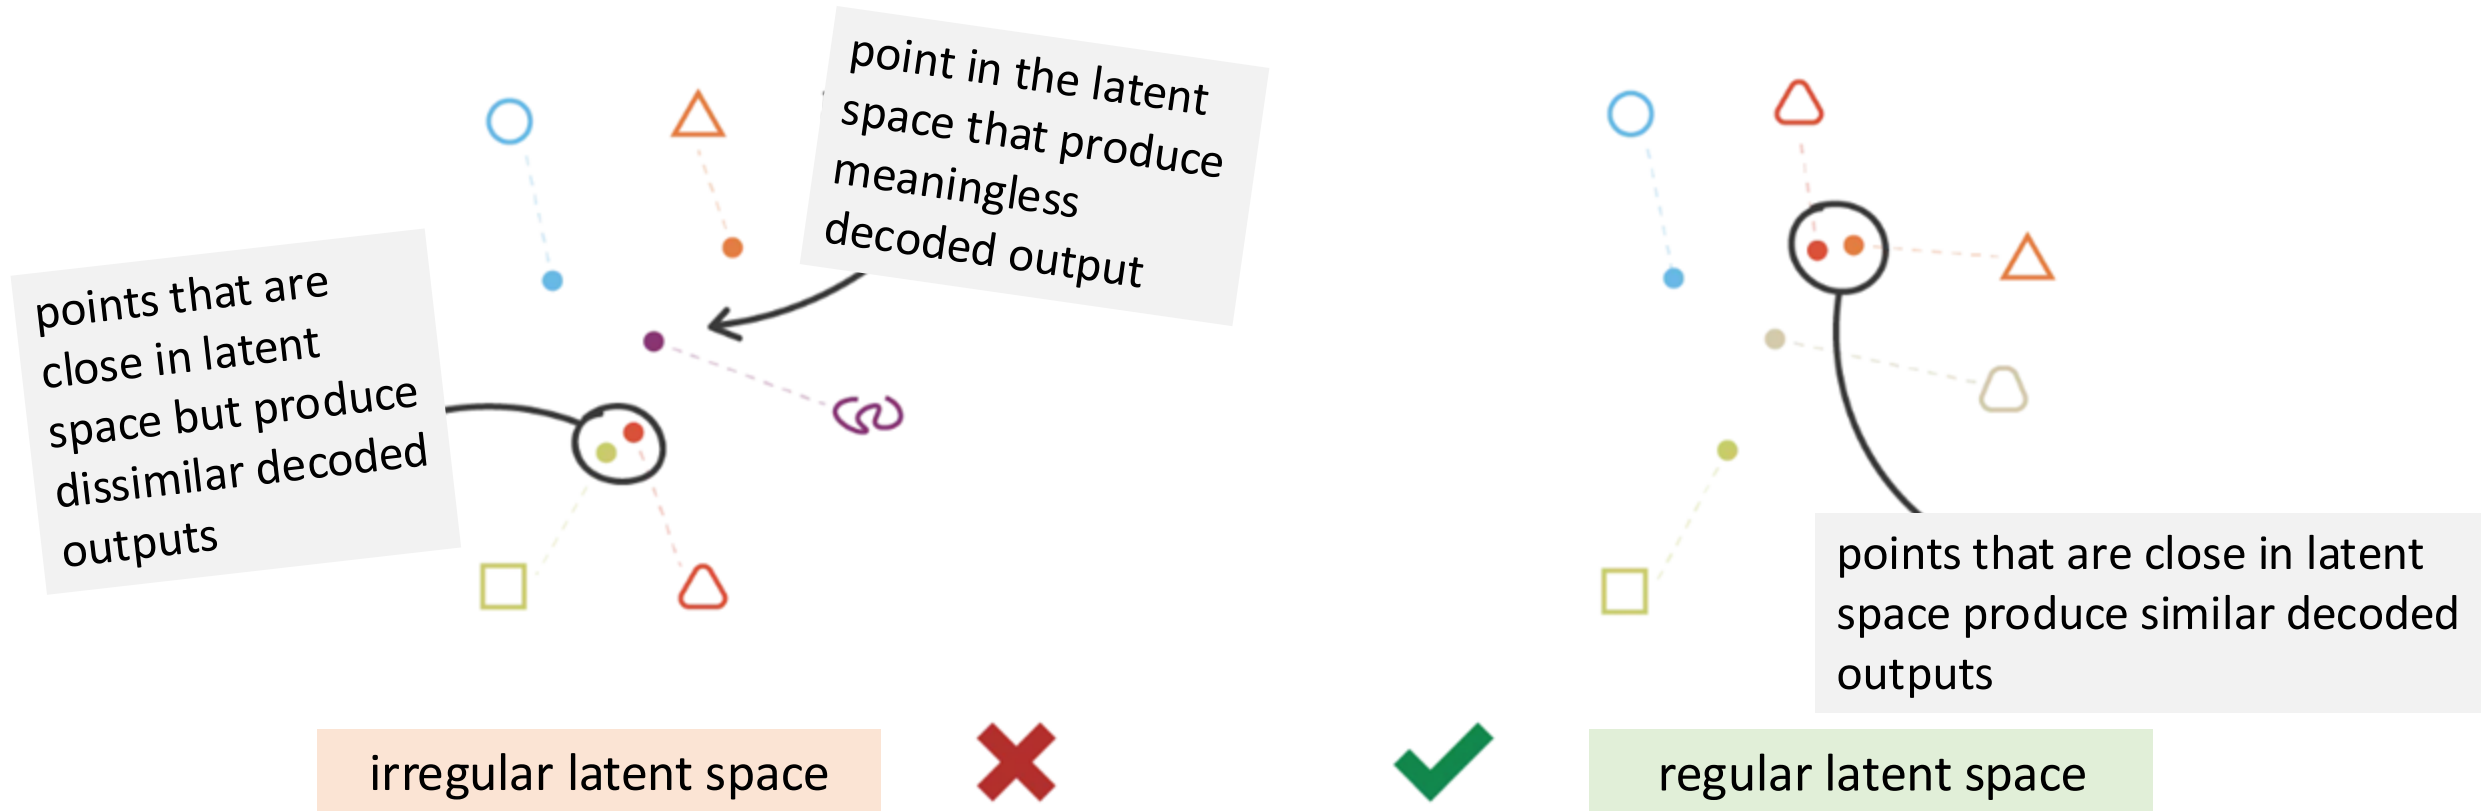 point in the latent
space that produce
meaningless
decoded output
points that are
close in latent
space but produce
dissimilar decoded
outputs
points that are close in latent
space produce similar decoded
outputs
irregular latent space
regular latent space